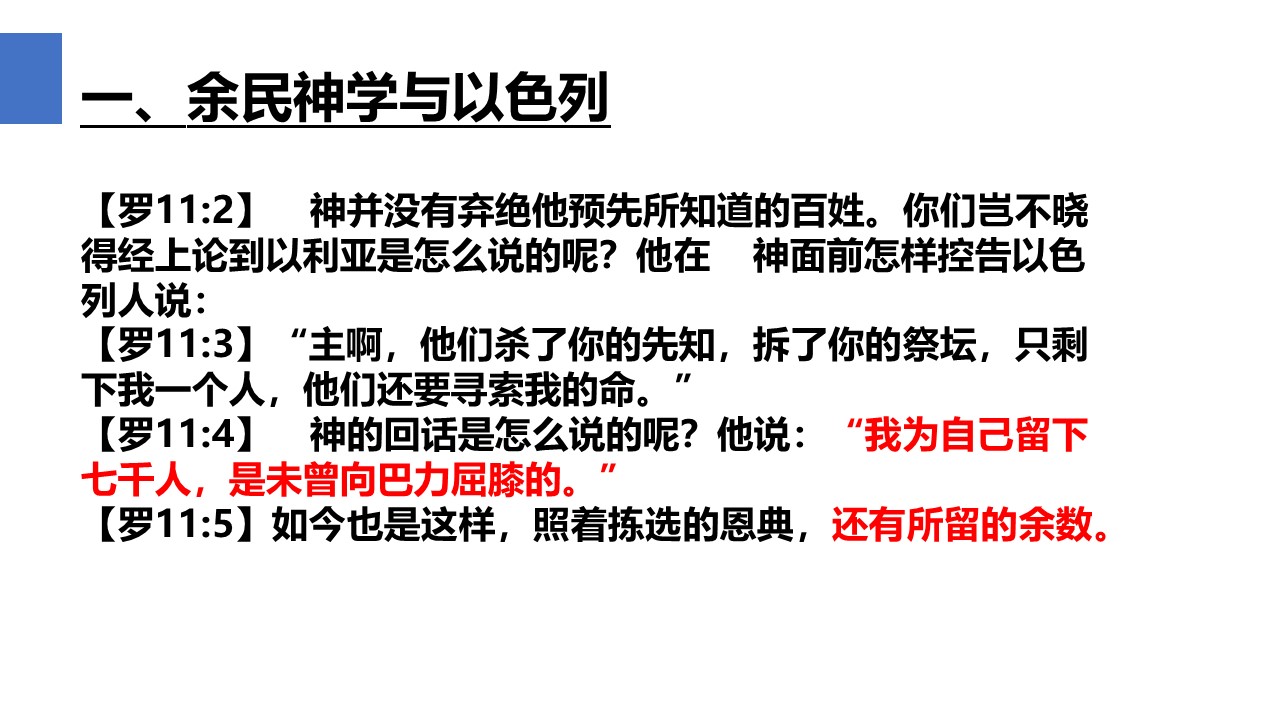 一、余民神学与以色列
【罗11:2】　神并没有弃绝他预先所知道的百姓。你们岂不晓
得经上论到以利亚是怎么说的呢？他在　神面前怎样控告以色
列人说：
【罗11:3】“主啊，他们杀了你的先知，拆了你的祭坛，只剩
下我一个人，他们还要寻索我的命。”
【罗11:4】　神的回话是怎么说的呢？他说：“我为自己留下
七千人，是未曾向巴力屈膝的。”
【罗11:5】如今也是这样，照着拣选的恩典，还有所留的余数。